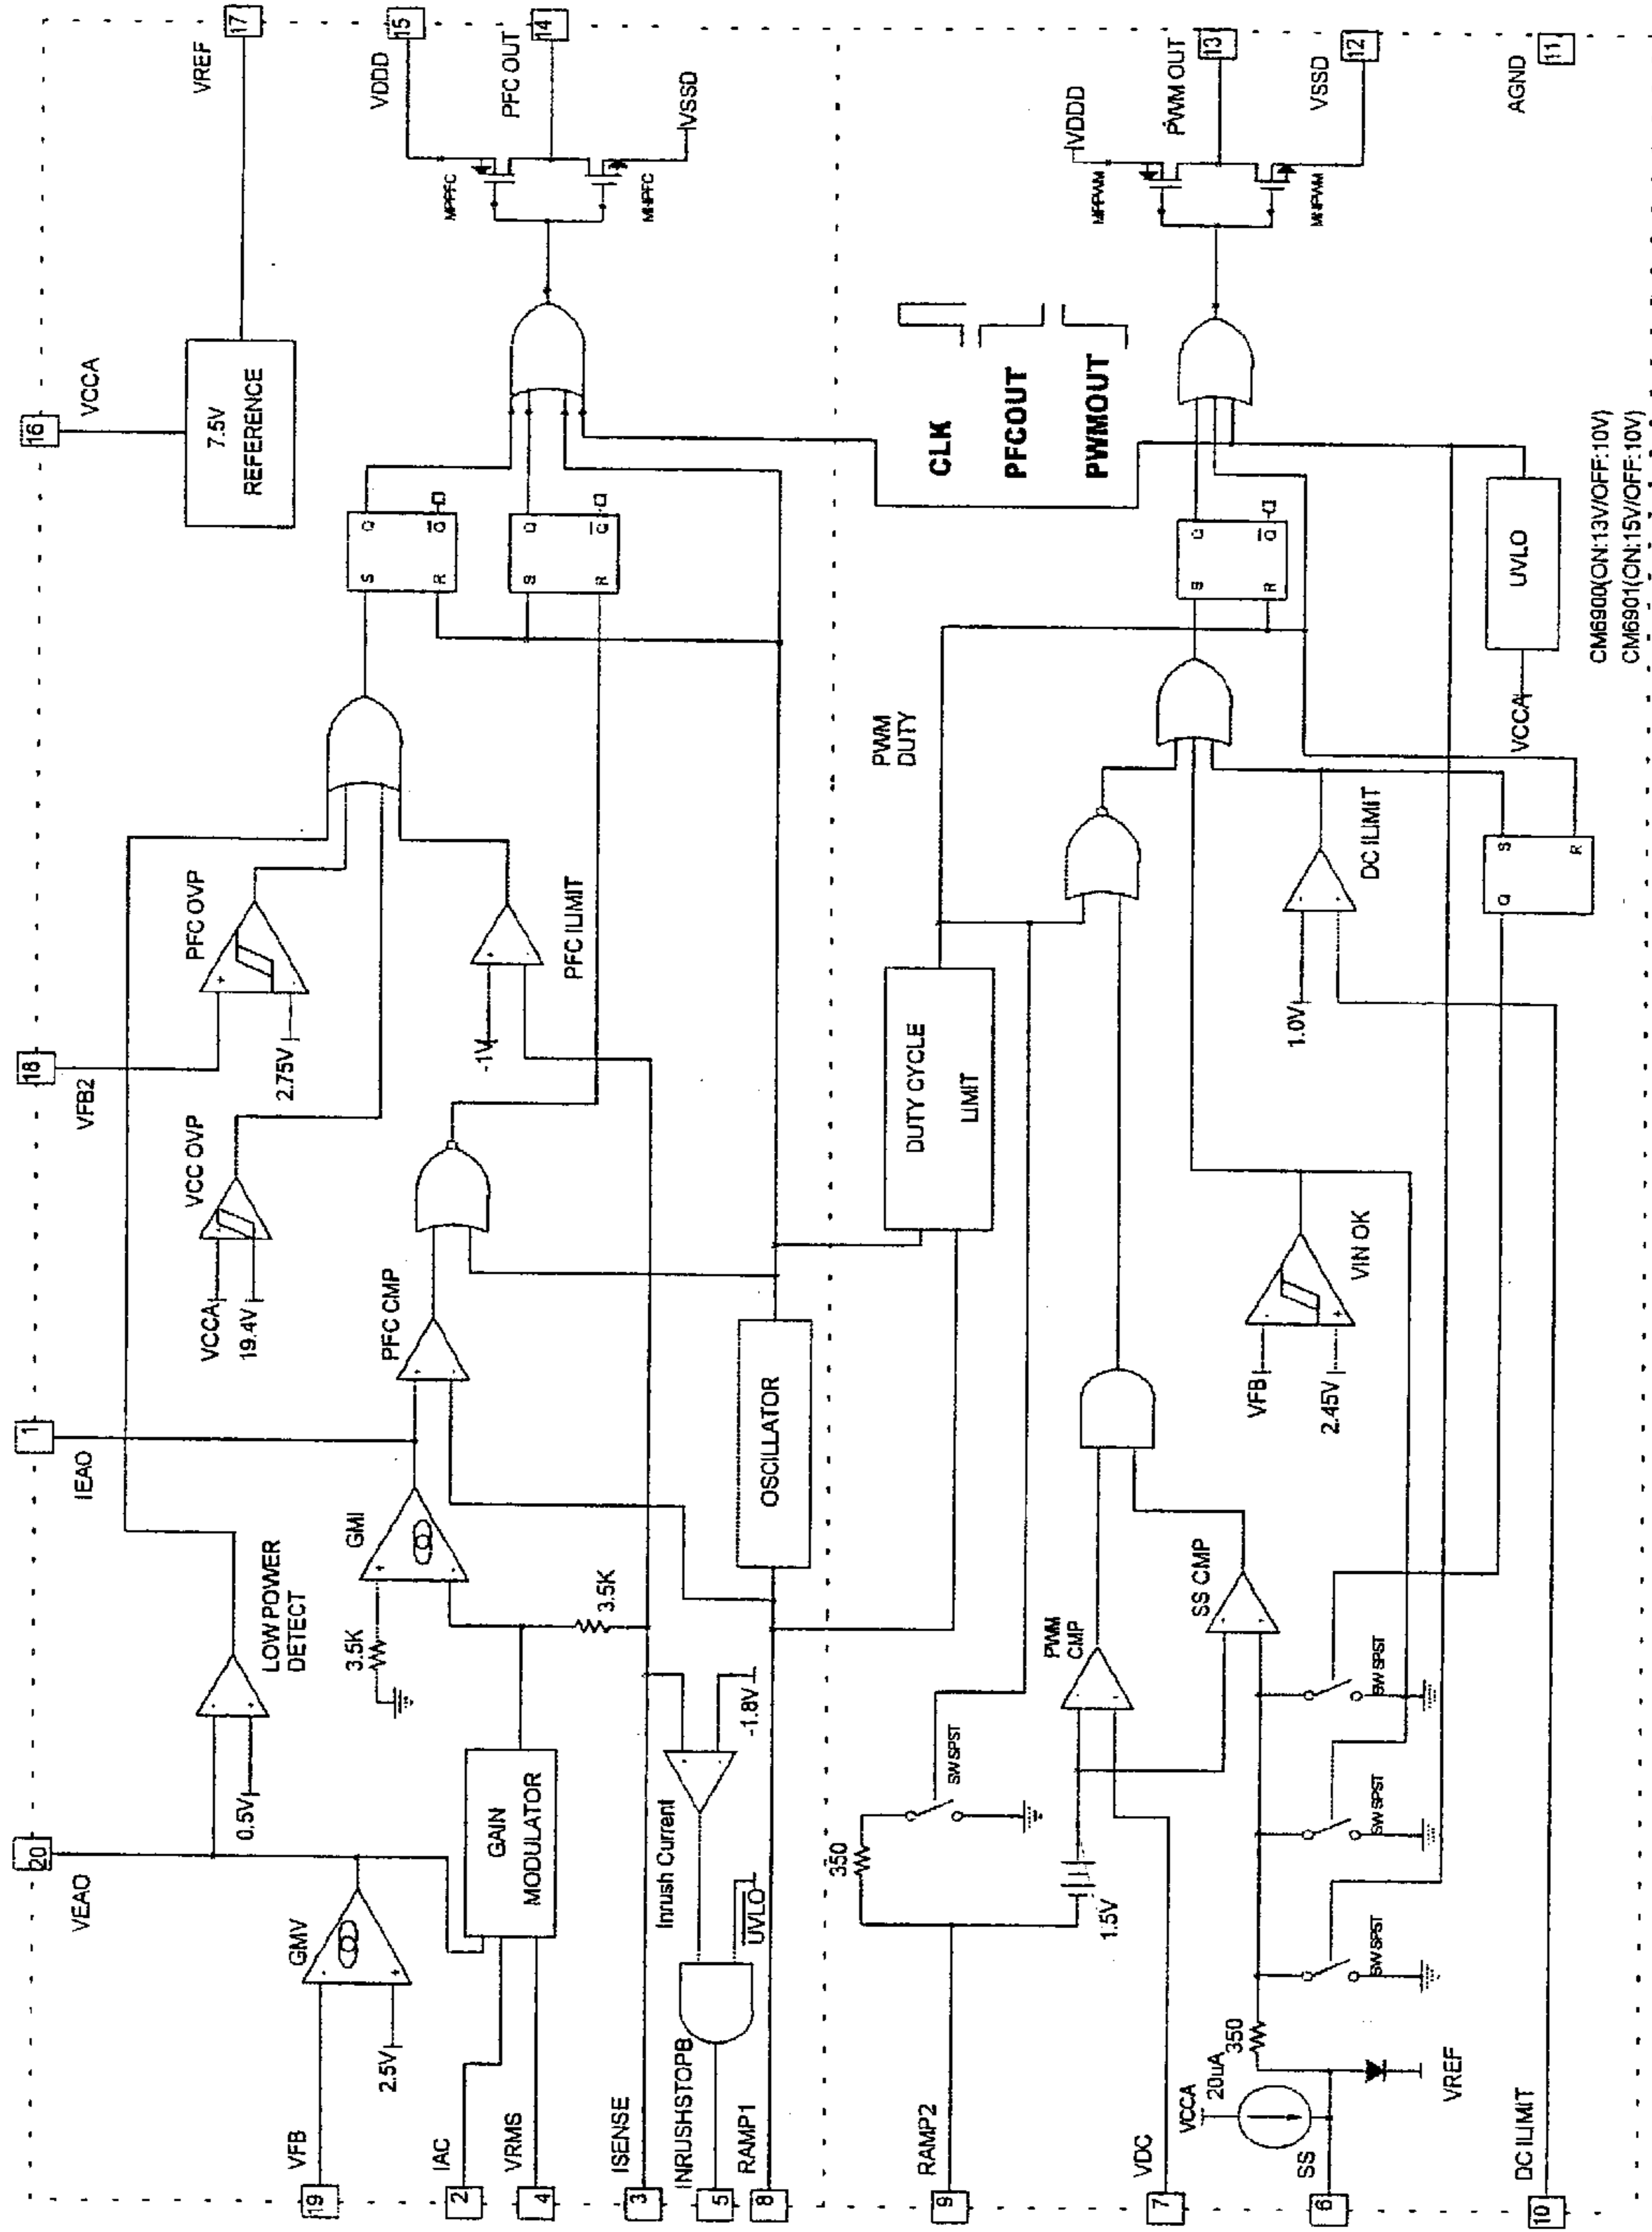 20
VEAO
1
IEAO
18
VFB2
16
VCCA
17
VREF
7.5V
REFERENCE
19
VFB
GMV
-
+
2.5V
0.5V
LOW POWER
DETECT
VCC OVP
VCCA
19.4V
PFC OVP
+
-
2.75V
15
VDDD
2
IAC
4
VRMS
GAIN
MODULATOR
3.5K
GMI
+
-
3.5K
PFC CMP
-1V
PFC ILIMIT
S
Q
R
Q
S
Q
R
Q
MPPFC
MNPFC
14
PFC OUT
VSSD
3
ISENSE
Inrush Current
-1.8V
UVLO
5
INRUSHSTOPB
8
RAMP1
OSCILLATOR
9
RAMP2
350
SW SPST
1.5V
DUTY CYCLE
LIMIT
PWM
DUTY
CLK
PFCOUT
PWMOUT
7
VDC
PWM
CMP
S
Q
R
Q
VDDD
MPPWM
MNPWM
13
PWM OUT
12
VSSD
VCCA
20uA
350
6
SS
VREF
SW SPST
SW SPST
SW SPST
SS CMP
VFB
-
2.45V
+
VIN OK
1.0V
DC ILIMIT
Q
S
R
VCCA
UVLO
10
DC ILIMIT
11
AGND
CM6900(ON:13V/OFF:10V)
CM6901(ON:15V/OFF:10V)